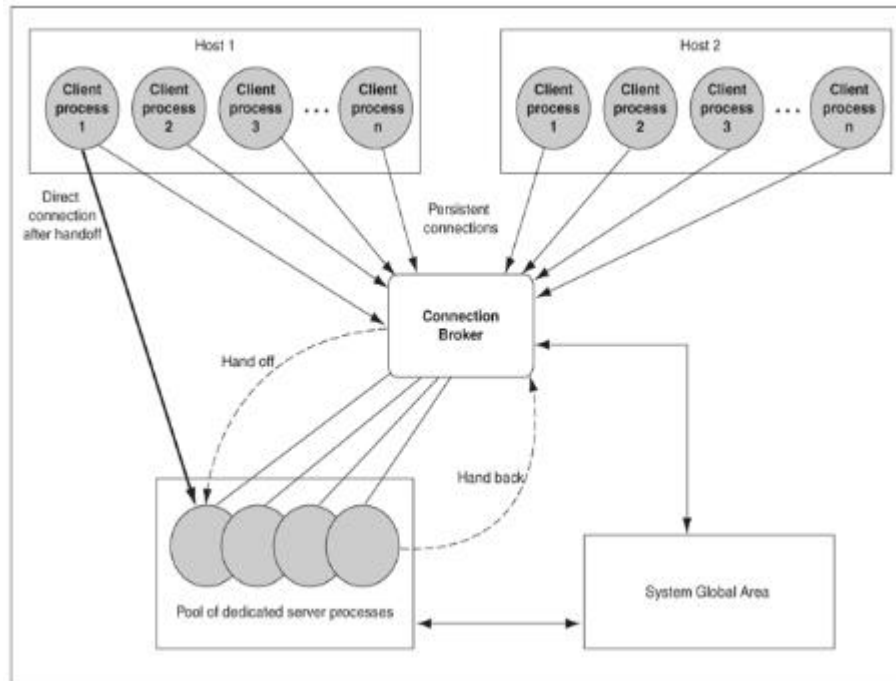 Host 1
Client
process
1
Client
process
2
Client
process
3
...
Client
process
n
Host 2
Client
process
1
Client
process
2
Client
process
3
...
Client
process
n
Direct
connection
after handoff
Persistent
connections
Connection
Broker
Hand off
Hand back
Pool of dedicated server processes
System Global Area